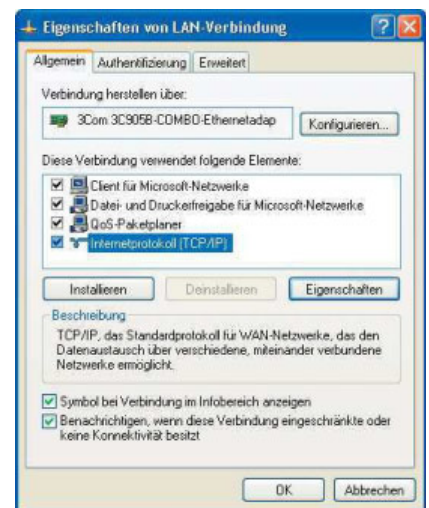 Eigenschaften von LAN-Verbindung
Allgemein Authentifizierung Erweitert
Verbindung herstellen über:
3Com 3C905B-COMBO-Ethernetadap
Konfigurieren...
Diese Verbindung verwendet folgende Elemente:
Client für Microsoft-Netzwerke
Datei- und Druckerfreigabe für Microsoft-Netzwerke
QoS-Paketplaner
Internetprotokoll (TCP/IP)
Installieren Deinstallieren Eigenschaften
Beschreibung
TCP/IP, das Standardprotokoll für WAN-Netzwerke, das den
Datenaustausch über verschiedene, miteinander verbundene
Netzwerke ermöglicht.
Symbol bei Verbindung im Infobereich anzeigen
Benachrichtigen, wenn diese Verbindung eingeschränkte oder
keine Konnektivität besitzt
OK Abbrechen